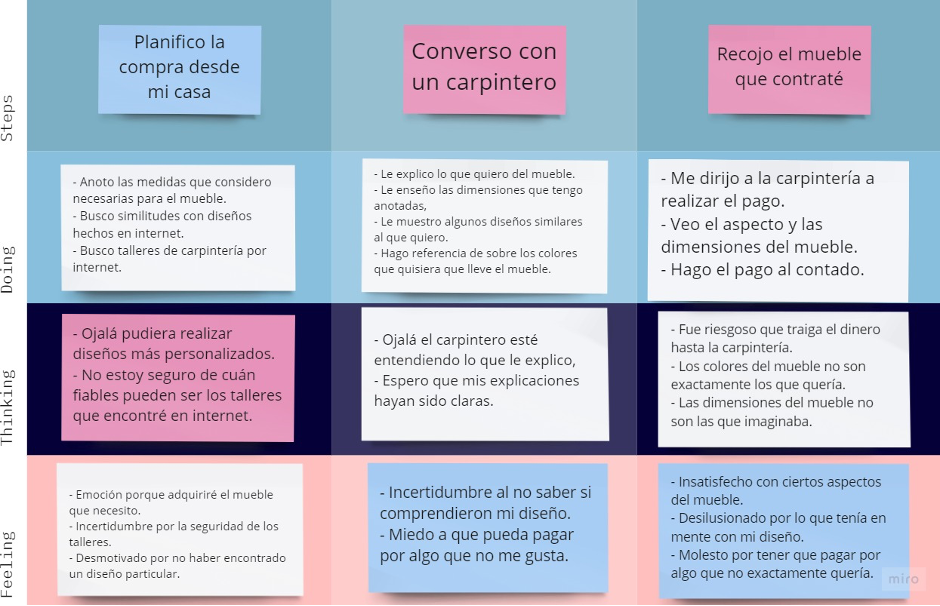 Steps
Planifico la
compra desde
mi casa
Converso con
un carpintero
Recojo el mueble
que contraté
Doing
- Anoto las medidas que considero
necesarias para el mueble.
- Busco similitudes con diseños
hechos en internet.
- Busco talleres de carpintería por
internet.
- Le explico lo que quiero del mueble.
- Le enseño las dimensiones que tengo
anotadas,
- Le muestro algunos diseños similares
al que quiero.
- Hago referencia de sobre los colores
que quisiera que lleve el mueble.
- Me dirijo a la carpintería a
realizar el pago.
- Veo el aspecto y las
dimensiones del mueble.
- Hago el pago al contado.
Thinking
- Ojalá pudiera realizar
diseños más personalizados.
- No estoy seguro de cuán
fiables pueden ser los talleres
que encontré en internet.
- Ojalá el carpintero esté
entendiendo lo que le explico,
- Espero que mis explicaciones
hayan sido claras.
- Fue riesgoso que traiga el dinero
hasta la carpintería.
- Los colores del mueble no son
exactamente los que quería.
- Las dimensiones del mueble no
son las que imaginaba.
Feeling
- Emoción porque adquiriré el mueble
que necesito.
- Incertidumbre por la seguridad de los
talleres.
- Desmotivado por no haber encontrado
un diseño particular.
- Incertidumbre al no saber si
comprendieron mi diseño.
- Miedo a que pueda pagar
por algo que no me gusta.
- Insatisfecho con ciertos aspectos
del mueble.
- Desilusionado por lo que tenía en
mente con mi diseño.
- Molesto por tener que pagar por
algo que no exactamente quería.
miro